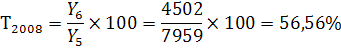 T₂₀₀₈ = Y₆/Y₅ × 100 = 4502/7959 × 100 = 56,56%